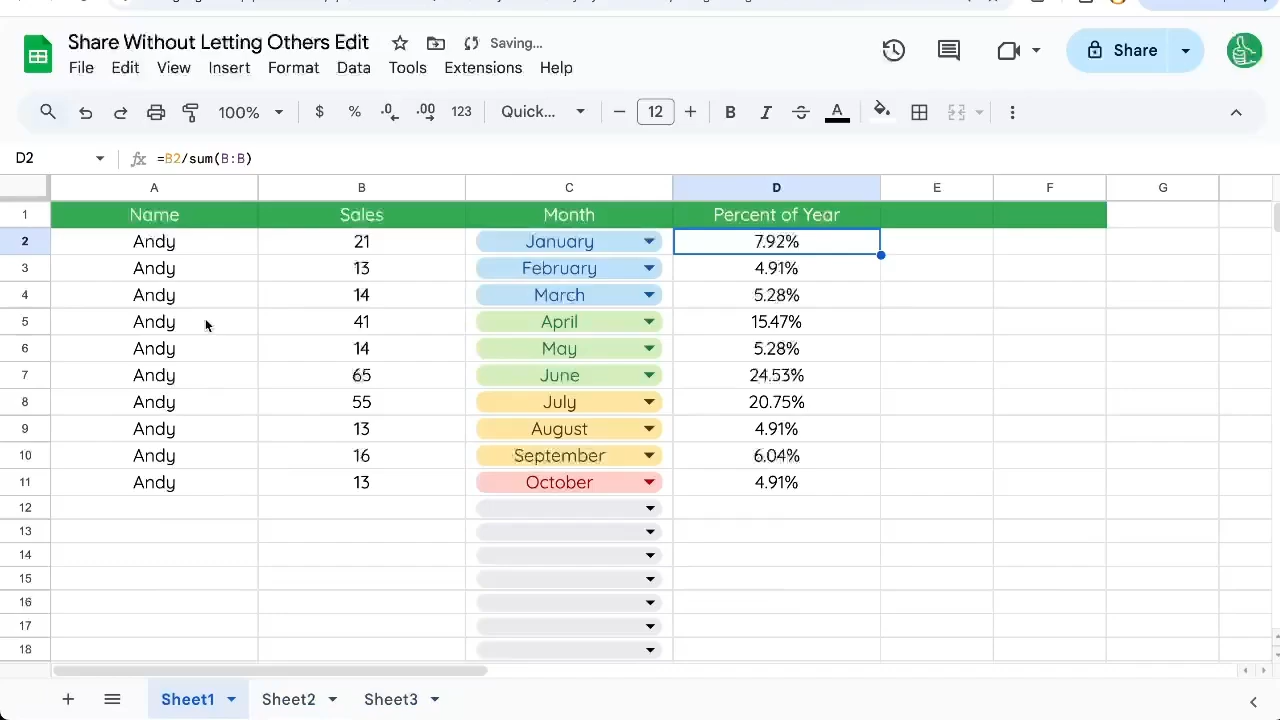 Share Without Letting Others Edit Saving...
File Edit View Insert Format Data Tools Extensions Help
Share
100% $ % .0 .00 123 Quick... 12 B I A
D2 fx =B2/sum(B:B)
A B C D E F G
1 Name Sales Month Percent of Year
2 Andy 21 January 7.92%
3 Andy 13 February 4.91%
4 Andy 14 March 5.28%
5 Andy 41 April 15.47%
6 Andy 14 May 5.28%
7 Andy 65 June 24.53%
8 Andy 55 July 20.75%
9 Andy 13 August 4.91%
10 Andy 16 September 6.04%
11 Andy 13 October 4.91%
12
13
14
15
16
17
18
Sheet1 Sheet2 Sheet3